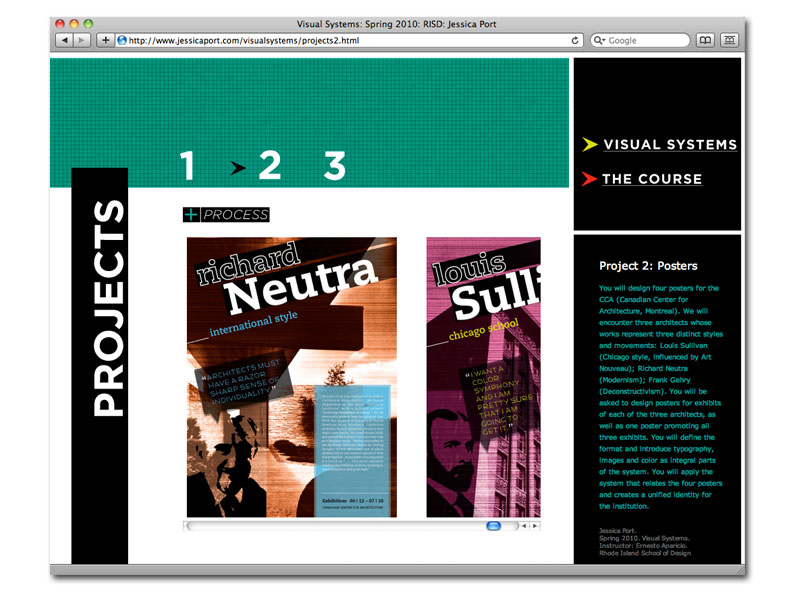 Visual Systems: Spring 2010: RISD: Jessica Port
http://www.jessicaport.com/visualsystems/projects2.html
Google
1 2 3
PROJECTS
PROCESS
richard
Neutra
international style
"ARCHITECTS MUST
HAVE A RAZOR
SHARP SENSE OF
INDIVIDUALITY."
Exhibition: 06 / 12 – 07 / 10
CANADIAN CENTER FOR ARCHITECTURE
louis
Sulli
chicago school
"I WANT A
COLOR
SYMPHONY
AND I AM
PRETTY SURE
THAT I AM
GOING TO
GET IT"
VISUAL SYSTEMS
THE COURSE
Project 2: Posters
You will design four posters for the
CCA (Canadian Center for
Architecture, Montreal). We will
encounter three architects whose
works represent three distinct styles
and movements: Louis Sullivan
(Chicago style, influenced by Art
Nouveau); Richard Neutra
(Modernism); Frank Gehry
(Deconstructivism). You will be
asked to design posters for exhibits
of each of the three architects, as
well as one poster promoting all
three exhibits. You will define the
format and introduce typography,
images and color as integral parts
of the system. You will apply the
system that relates the four posters
and creates a unified identity for
the institution.
Jessica Port.
Spring 2010. Visual Systems.
Instructor: Ernesto Aparicio.
Rhode Island School of Design